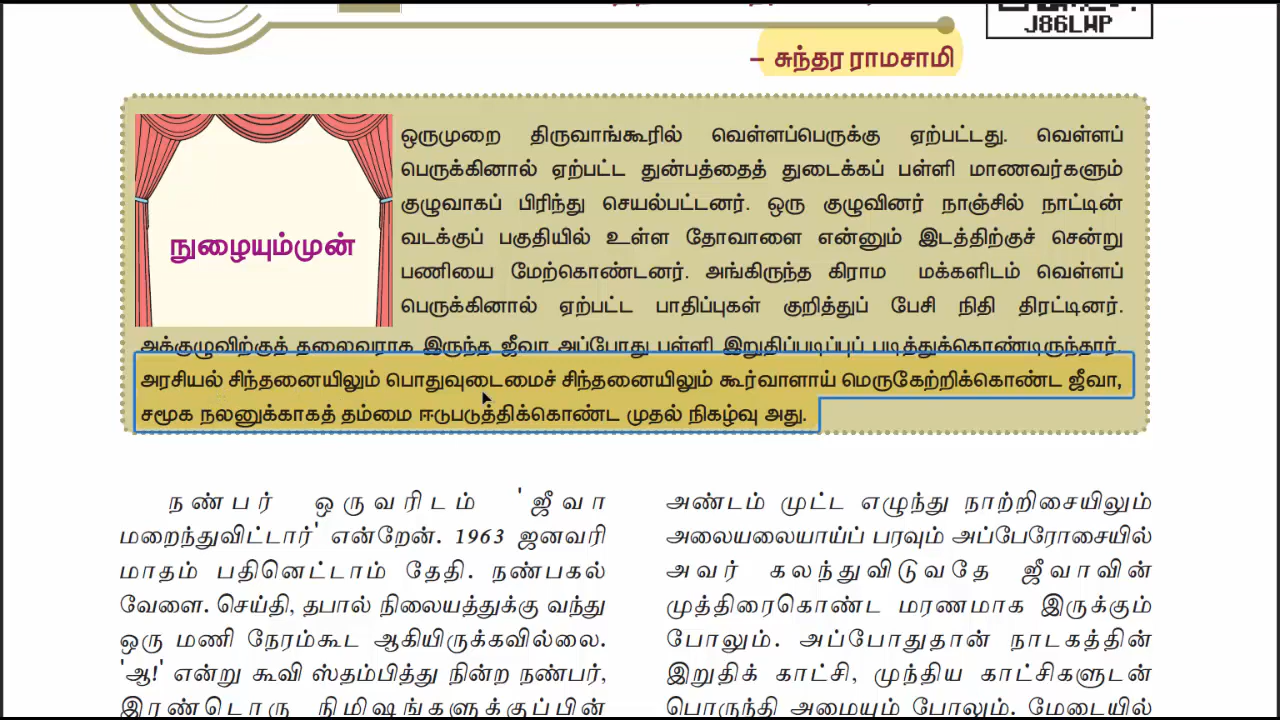 J86LWP
– சுந்தர ராமசாமி
நுழையும்முன்
ஒருமுறை திருவாங்கூரில் வெள்ளப்பெருக்கு ஏற்பட்டது. வெள்ளப்
பெருக்கினால் ஏற்பட்ட துன்பத்தைத் துடைக்கப் பள்ளி மாணவர்களும்
குழுவாகப் பிரிந்து செயல்பட்டனர். ஒரு குழுவினர் நாஞ்சில் நாட்டின்
வடக்குப் பகுதியில் உள்ள தோவாளை என்னும் இடத்திற்குச் சென்று
பணியை மேற்கொண்டனர். அங்கிருந்த கிராம மக்களிடம் வெள்ளப்
பெருக்கினால் ஏற்பட்ட பாதிப்புகள் குறித்துப் பேசி நிதி திரட்டினர்.
அக்குழுவிற்குத் தலைவராக இருந்த ஜீவா அப்போது பள்ளி இறுதிப்படிப்புப் படித்துக்கொண்டிருந்தார்.
அரசியல் சிந்தனையிலும் பொதுவுடைமைச் சிந்தனையிலும் கூர்வாளாய் மெருகேற்றிக்கொண்ட ஜீவா,
சமூக நலனுக்காகத் தம்மை ஈடுபடுத்திக்கொண்ட முதல் நிகழ்வு அது.
நண்பர் ஒருவரிடம் 'ஜீவா
மறைந்துவிட்டார்' என்றேன். 1963 ஜனவரி
மாதம் பதினெட்டாம் தேதி. நண்பகல்
வேளை. செய்தி, தபால் நிலையத்துக்கு வந்து
ஒரு மணி நேரம்கூட ஆகியிருக்கவில்லை.
'ஆ!' என்று கூவி ஸ்தம்பித்து நின்ற நண்பர்,
இரண்டொரு நிமிஷங்களுக்குப்பின்
அண்டம் முட்ட எழுந்து நாற்றிசையிலும்
அலையலையாய்ப் பரவும் அப்பேரோசையில்
அவர் கலந்துவிடுவதே ஜீவாவின்
முத்திரைகொண்ட மரணமாக இருக்கும்
போலும். அப்போதுதான் நாடகத்தின்
இறுதிக் காட்சி, முந்திய காட்சிகளுடன்
பொருந்தி அமையும் போலும். மேடையில்